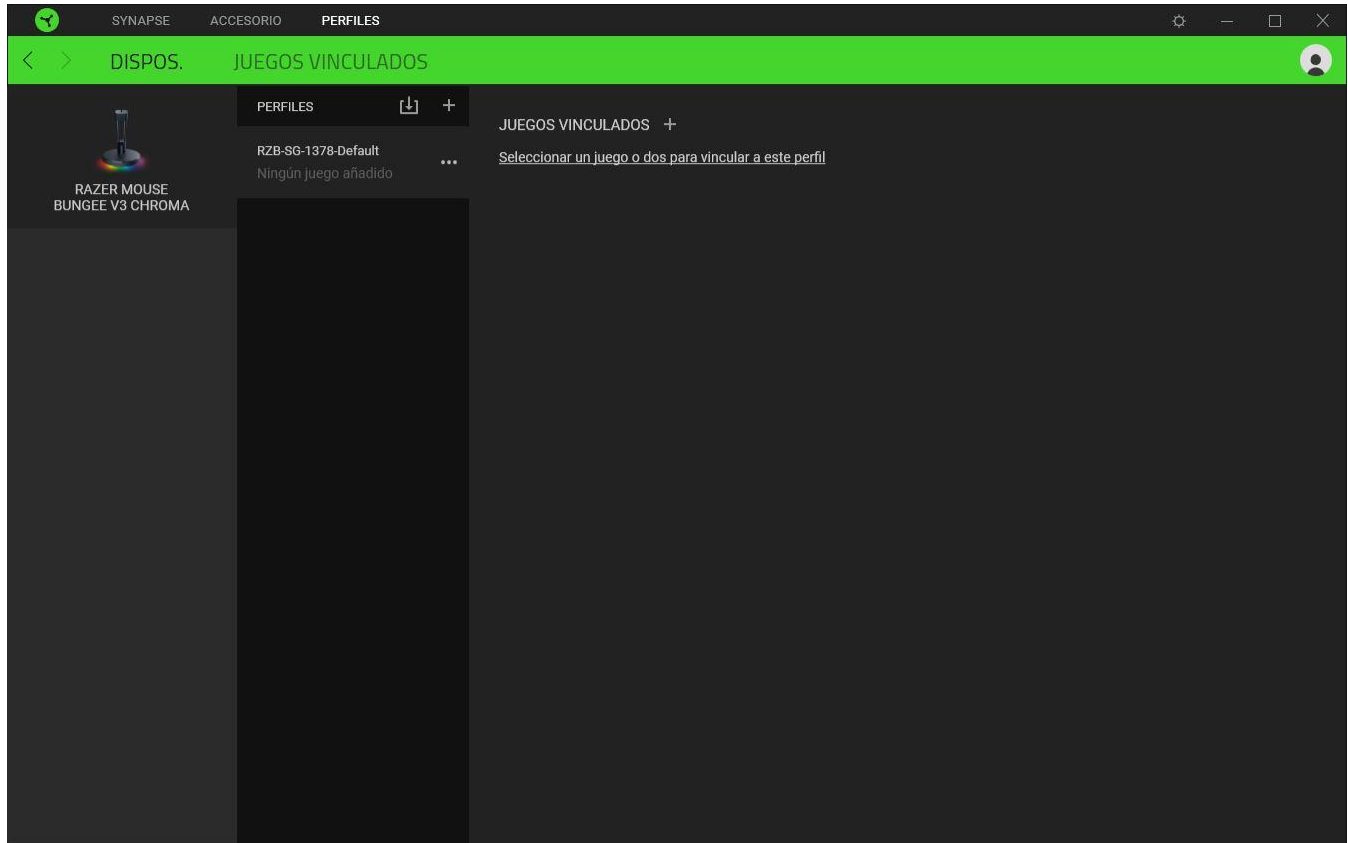 SYNAPSE ACCESORIO PERFILES
DISPOS. JUEGOS VINCULADOS
RAZER MOUSE
BUNGEE V3 CHROMA
PERFILES
RZB-SG-1378-Default
Ningún juego añadido
JUEGOS VINCULADOS
Seleccionar un juego o dos para vincular a este perfil